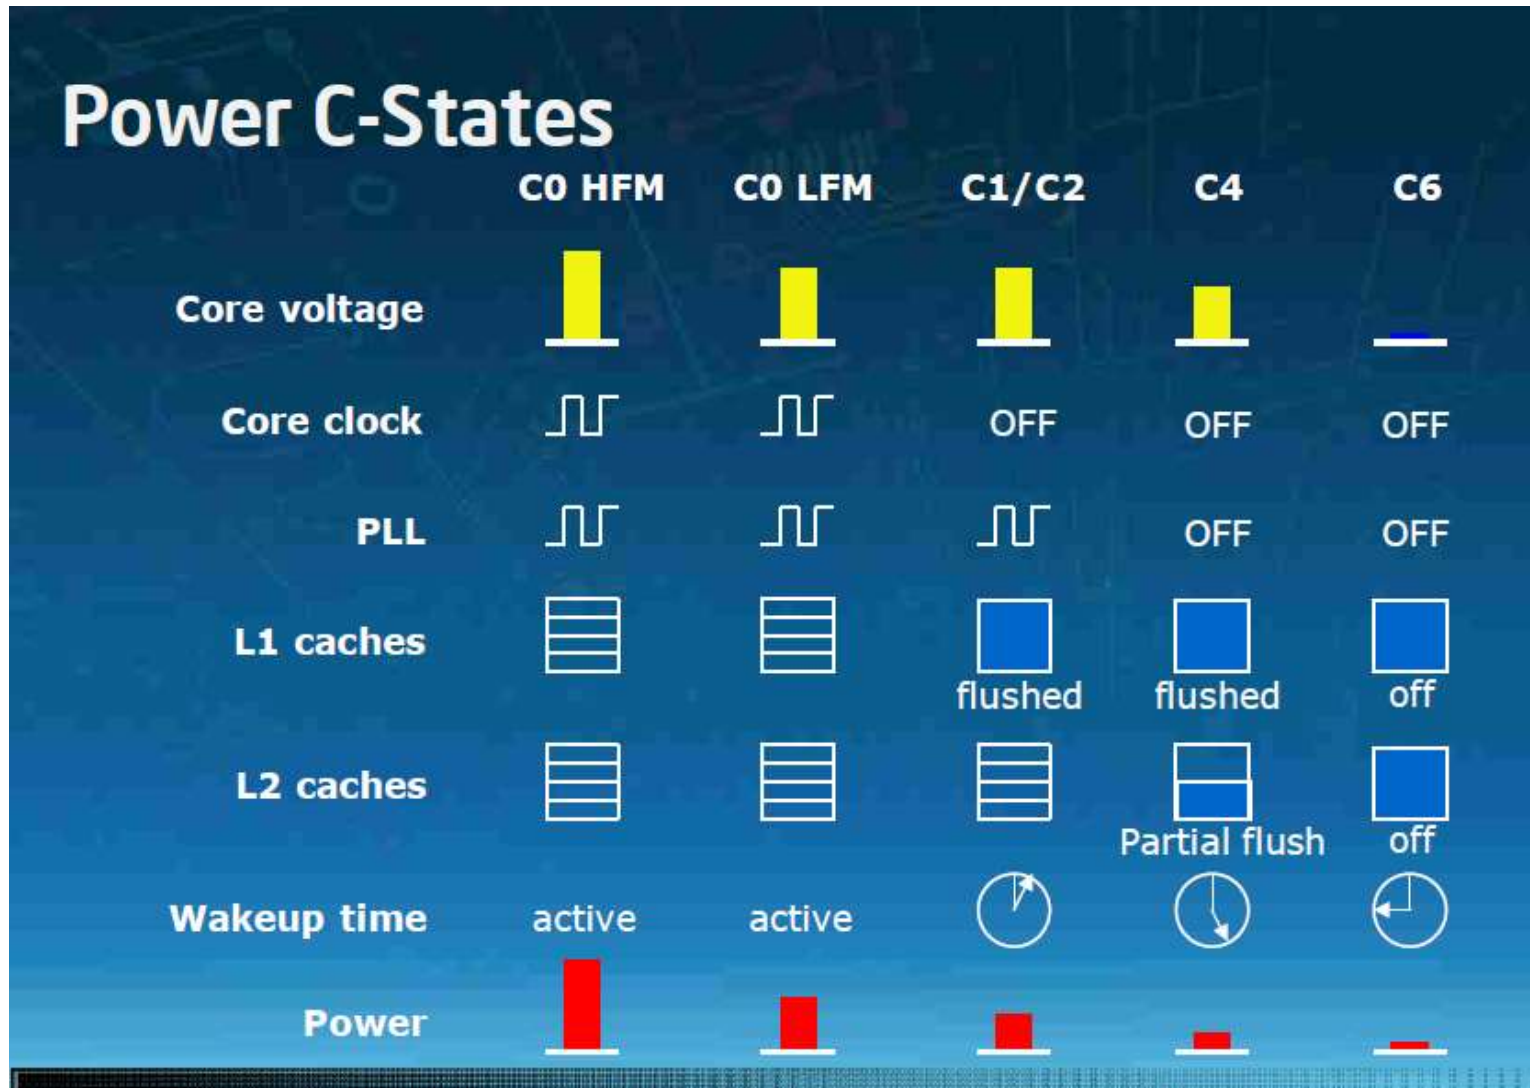 Power C-States
C0 HFM C0 LFM C1/C2 C4 C6
Core voltage
Core clock OFF OFF OFF
PLL OFF OFF
L1 caches
flushed flushed off
L2 caches
Partial flush off
Wakeup time active active
Power